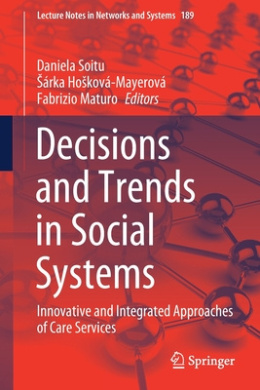 Lecture Notes in Networks and Systems 189
Daniela Soitu
Šárka Hošková-Mayerová
Fabrizio Maturo Editors
Decisions
and Trends
in Social
Systems
Innovative and Integrated Approaches
of Care Services
Springer